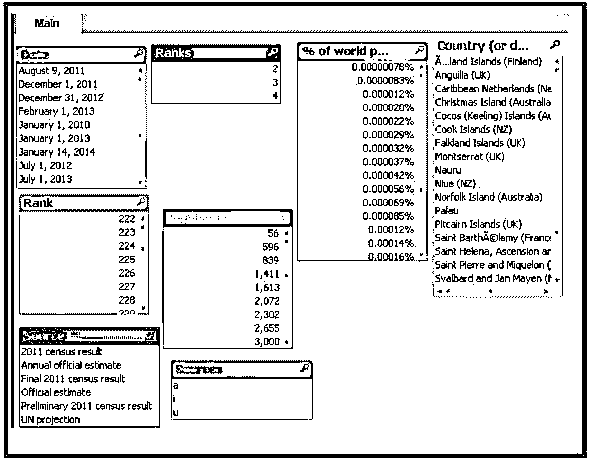 Main
Date
August 9, 2011
December 1, 2011
December 31, 2012
February 1, 2013
January 1, 2010
January 1, 2013
January 14, 2014
July 1, 2012
July 1, 2013
Ranks
2
3
4
% of world p...
0.00000078%
0.0000083%
0.000012%
0.000020%
0.000022%
0.000029%
0.000032%
0.000037%
0.000042%
0.000056%
0.000069%
0.000085%
0.00012%
0.00014%
0.00016%
Country (or d...
Ã…land Islands (Finland)
Anguilla (UK)
Caribbean Netherlands (Ne
Christmas Island (Australia
Cocos (Keeling) Islands (Au
Cook Islands (NZ)
Falkland Islands (UK)
Montserrat (UK)
Nauru
Niue (NZ)
Norfolk Island (Australia)
Palau
Pitcairn Islands (UK)
Saint BarthÃ©lemy (France
Saint Helena, Ascension an
Saint Pierre and Miquelon (
Svalbard and Jan Mayen (N
Rank
222
223
224
225
226
227
228
229
Population
56
596
839
1,411
1,613
2,072
2,302
2,655
3,000
Source
2011 census result
Annual official estimate
Final 2011 census result
Official estimate
Preliminary 2011 census result
UN projection
Sources
a
i
u